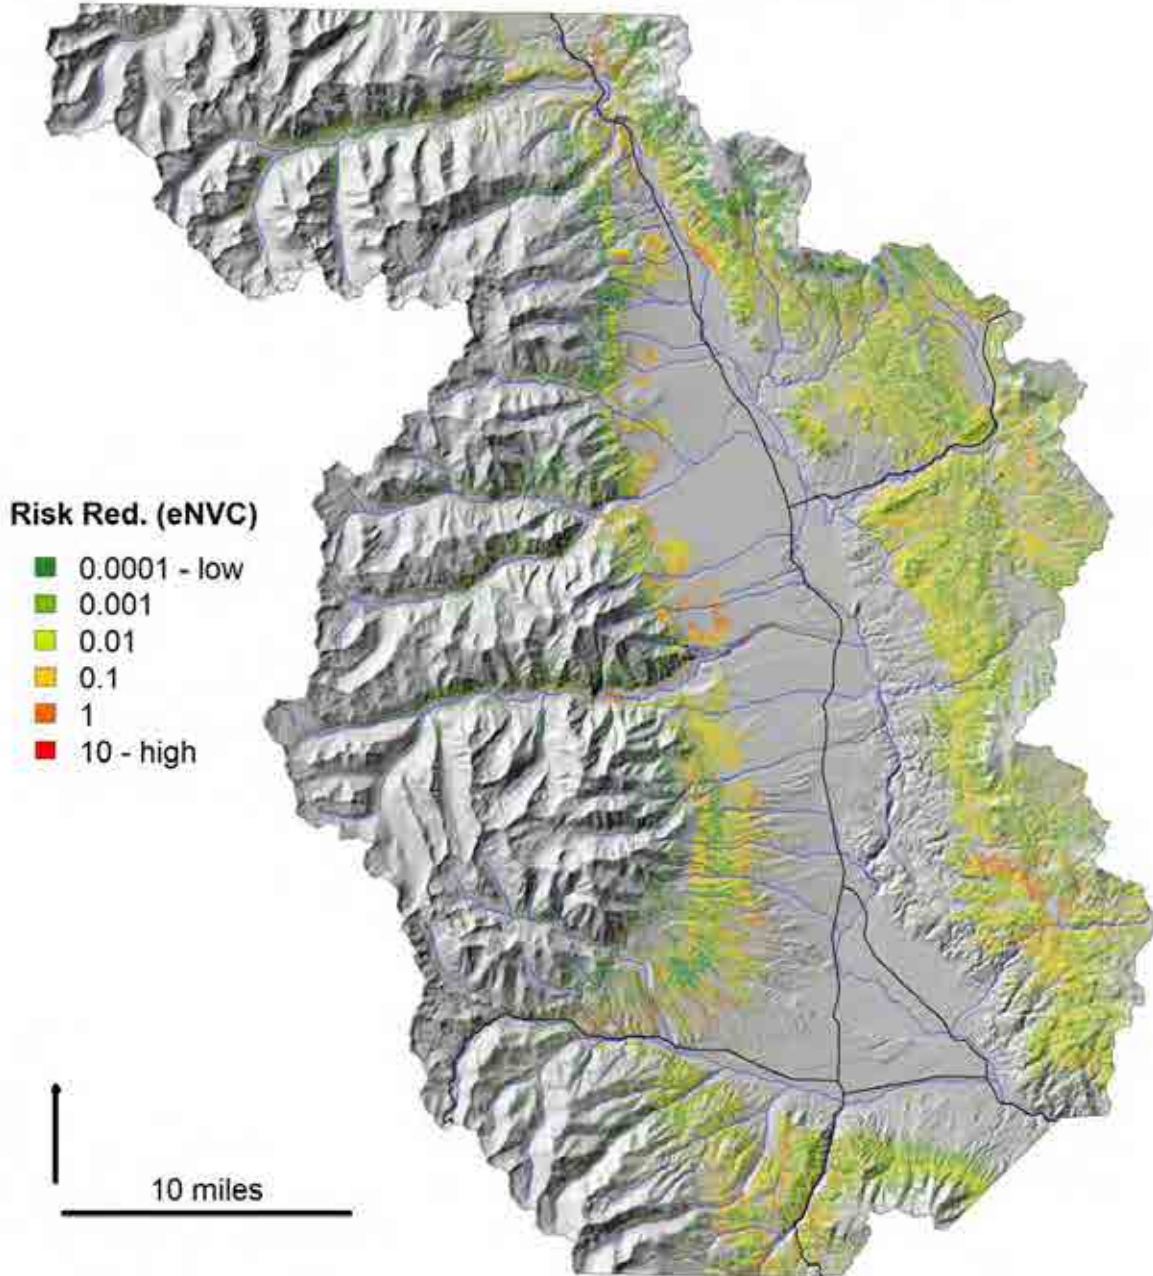 Risk Red. (eNVC)
0.0001 - low
0.001
0.01
0.1
1
10 - high
10 miles